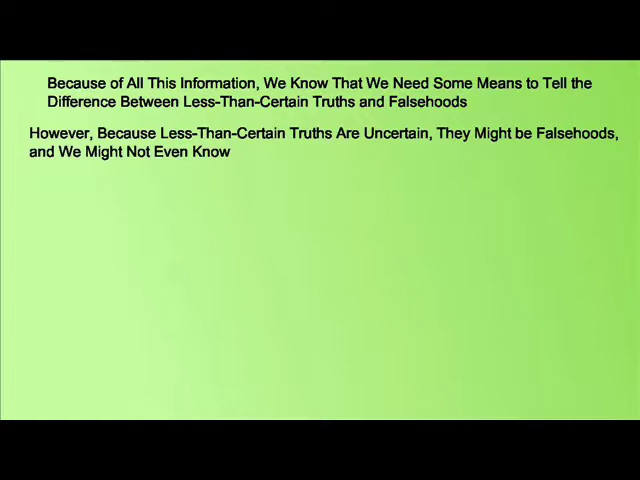 Because of All This Information, We Know That We Need Some Means to Tell the
Difference Between Less-Than-Certain Truths and Falsehoods
However, Because Less-Than-Certain Truths Are Uncertain, They Might be Falsehoods,
and We Might Not Even Know